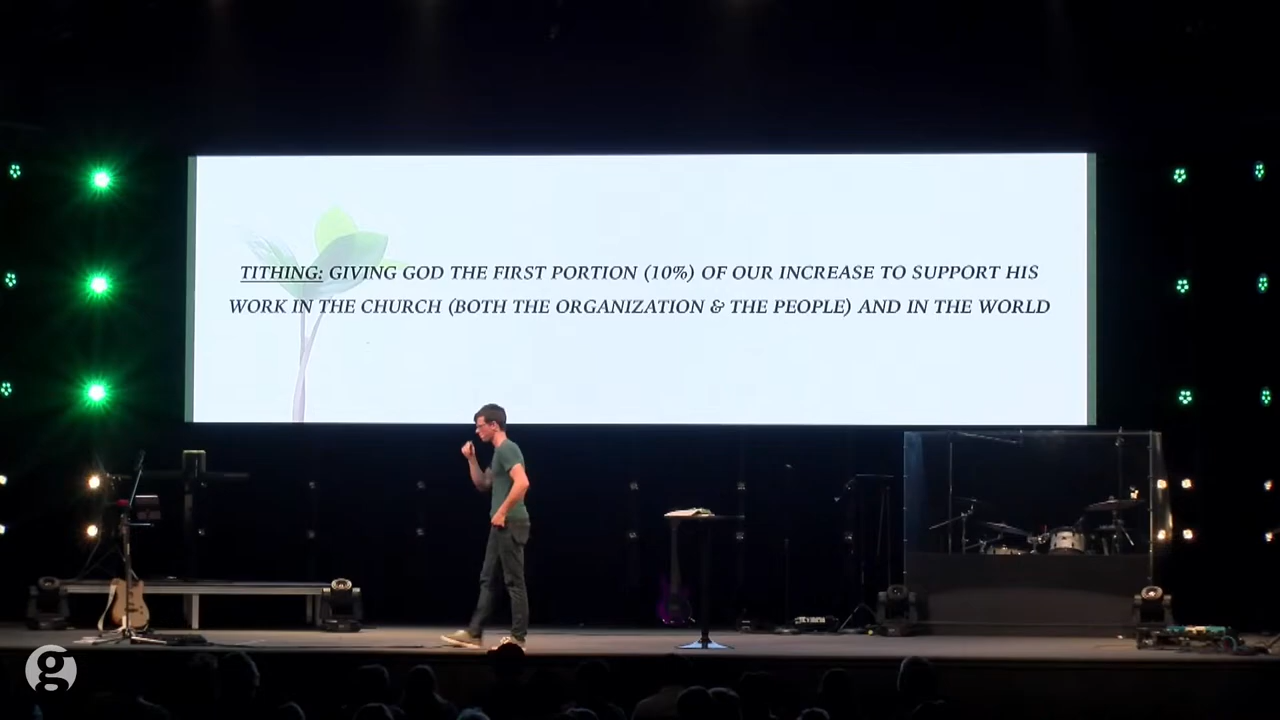 TITHING: GIVING GOD THE FIRST PORTION (10%) OF OUR INCREASE TO SUPPORT HIS
WORK IN THE CHURCH (BOTH THE ORGANIZATION & THE PEOPLE) AND IN THE WORLD
g